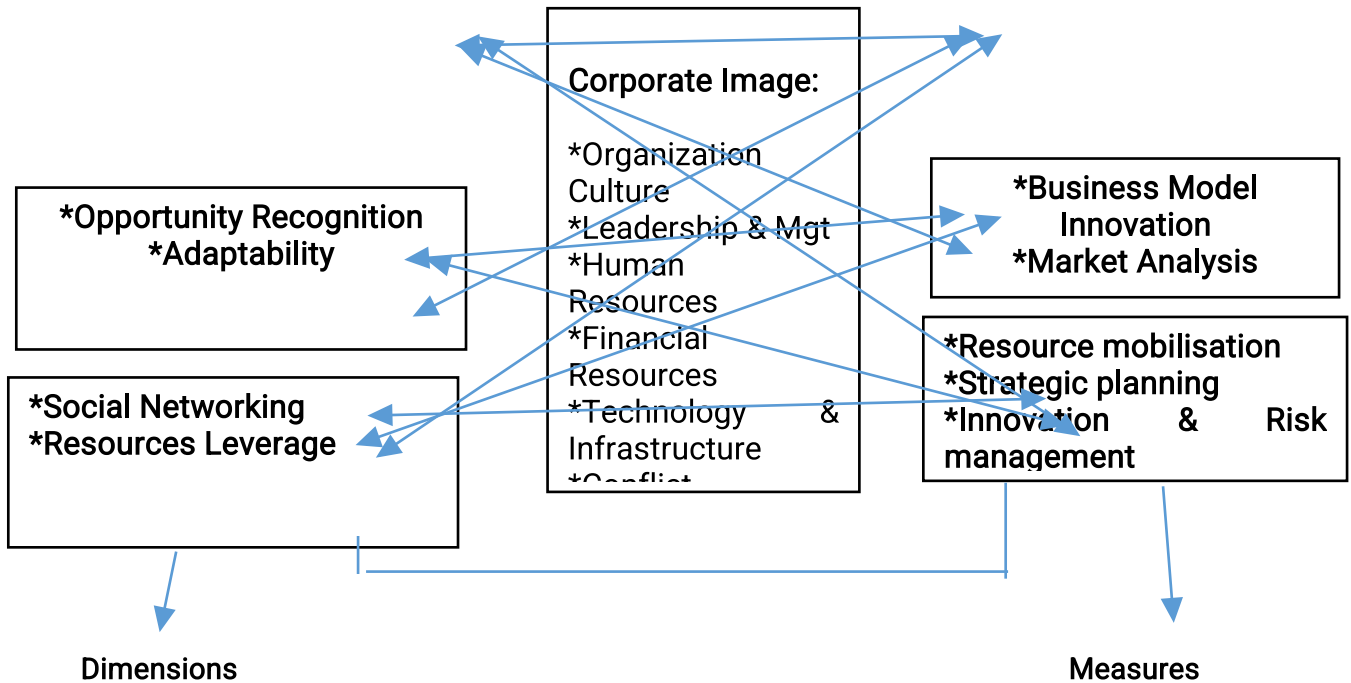 Corporate Image:
*Organization
Culture
*Leadership & Mgt
*Human
Resources
*Financial
Resources
*Technology &
Infrastructure
*Conflict
*Opportunity Recognition
*Adaptability
*Social Networking
*Resources Leverage
*Business Model
Innovation
*Market Analysis
*Resource mobilisation
*Strategic planning
*Innovation & Risk
management
Dimensions
Measures